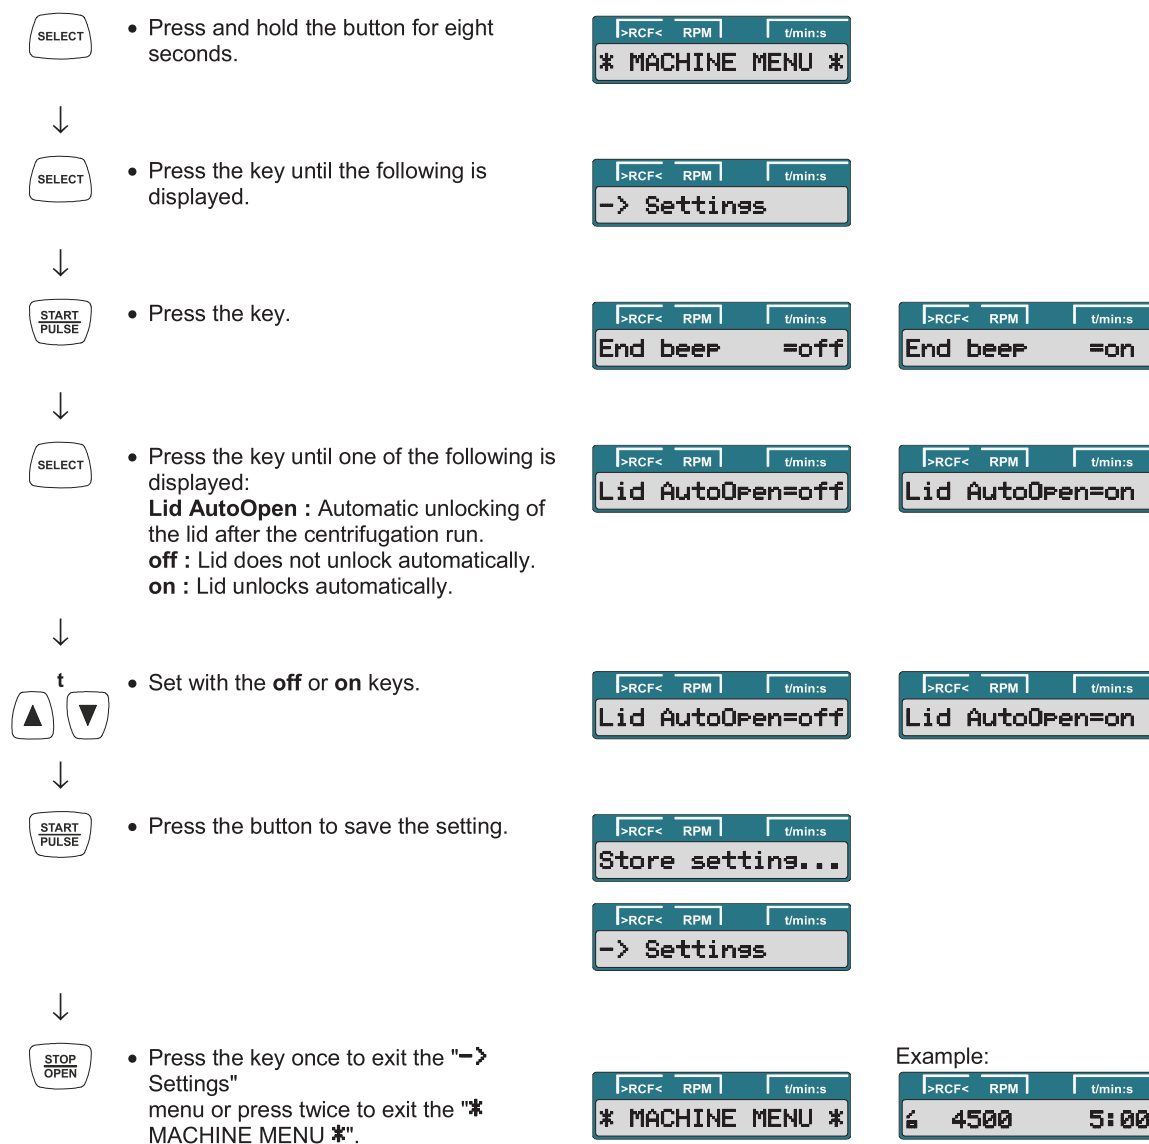 SELECT
• Press and hold the button for eight
seconds.
>RCF< RPM t/min:s
* MACHINE MENU *
↓
SELECT
• Press the key until the following is
displayed.
>RCF< RPM t/min:s
-> Settings
↓
START
PULSE
• Press the key.
>RCF< RPM t/min:s
End beep =off
>RCF< RPM t/min:s
End beep =on
↓
SELECT
• Press the key until one of the following is
displayed:
Lid AutoOpen : Automatic unlocking of
the lid after the centrifugation run.
off : Lid does not unlock automatically.
on : Lid unlocks automatically.
>RCF< RPM t/min:s
Lid AutoOpen=off
>RCF< RPM t/min:s
Lid AutoOpen=on
↓
t
▲ ▼
• Set with the off or on keys.
>RCF< RPM t/min:s
Lid AutoOpen=off
>RCF< RPM t/min:s
Lid AutoOpen=on
↓
START
PULSE
• Press the button to save the setting.
>RCF< RPM t/min:s
Store setting...
>RCF< RPM t/min:s
-> Settings
↓
STOP
OPEN
• Press the key once to exit the "->
Settings"
menu or press twice to exit the "*
MACHINE MENU *".
>RCF< RPM t/min:s
* MACHINE MENU *
Example:
>RCF< RPM t/min:s
4500 5:00